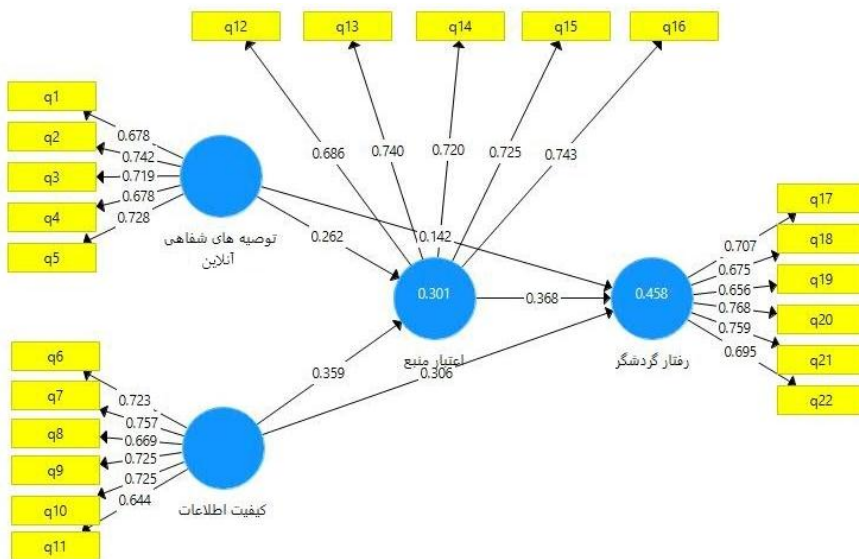 q12
q13
q14
q15
q16
q1
q2
q3
q4
q5
0.678
0.742
0.719
0.678
0.728
توصیه های شفاهی
آنلاین
0.686
0.740
0.720
0.725
0.743
0.262
0.142
0.301
اعتبار منبع
0.368
0.458
رفتار گردشگر
0.707
0.675
0.656
0.768
0.759
0.695
q17
q18
q19
q20
q21
q22
0.359
0.306
q6
q7
q8
q9
q10
q11
0.723
0.757
0.669
0.725
0.725
0.644
کیفیت اطلاعات